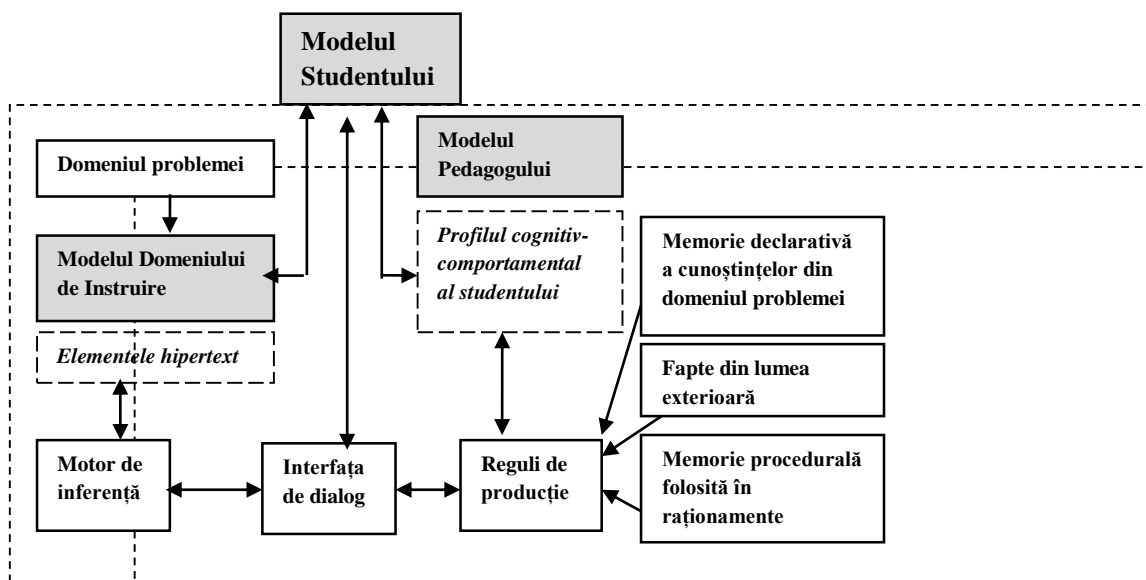 Modelul
Studentului
Modelul
Pedagogului
Domeniul problemei
Profilul cognitiv-
comportamental
al studentului
Memorie declarativă
a cunoștințelor din
domeniul problemei
Modelul Domeniului
de Instruire
Elementele hipertext
Fapte din lumea
exterioară
Motor de
inferență
Interfața
de dialog
Reguli de
producție
Memorie procedurală
folosită în
raționamente